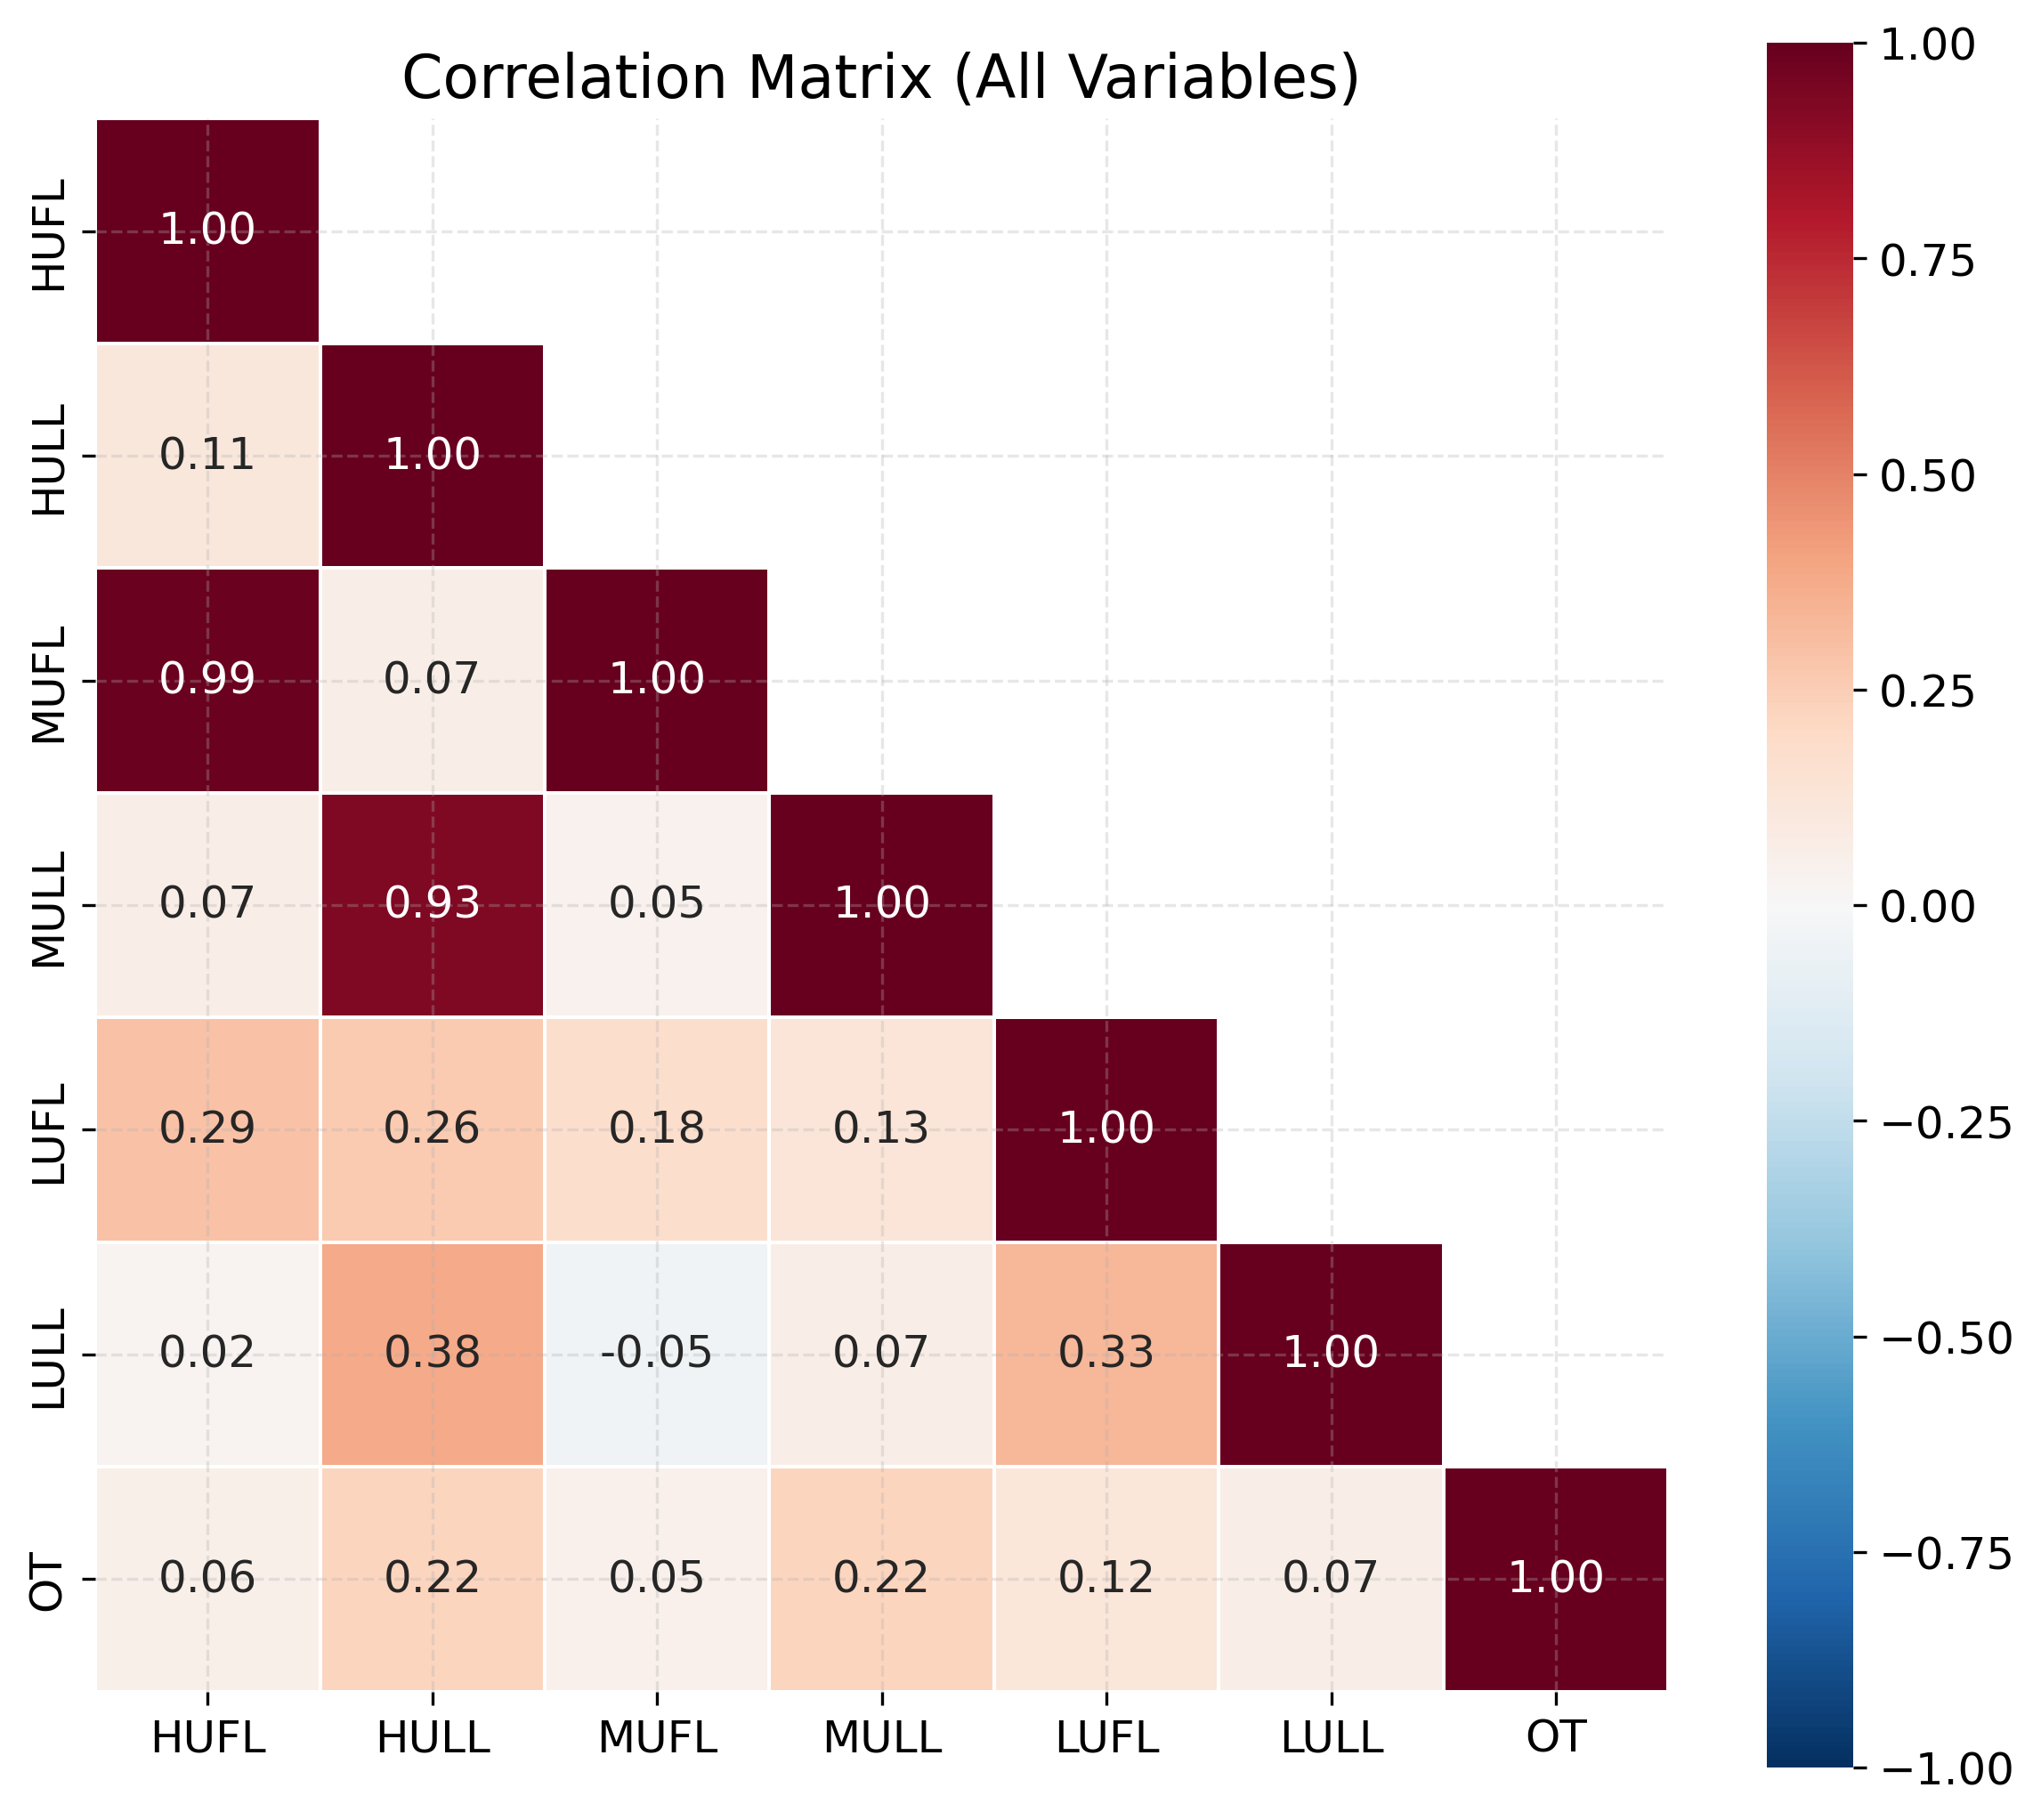 Correlation Matrix (All Variables)
HUFL 1.00
HULL 0.11 1.00
MUFL 0.99 0.07 1.00
MULL 0.07 0.93 0.05 1.00
LUFL 0.29 0.26 0.18 0.13 1.00
LULL 0.02 0.38 -0.05 0.07 0.33 1.00
OT 0.06 0.22 0.05 0.22 0.12 0.07 1.00
HUFL HULL MUFL MULL LUFL LULL OT
1.00
0.75
0.50
0.25
0.00
−0.25
−0.50
−0.75
−1.00